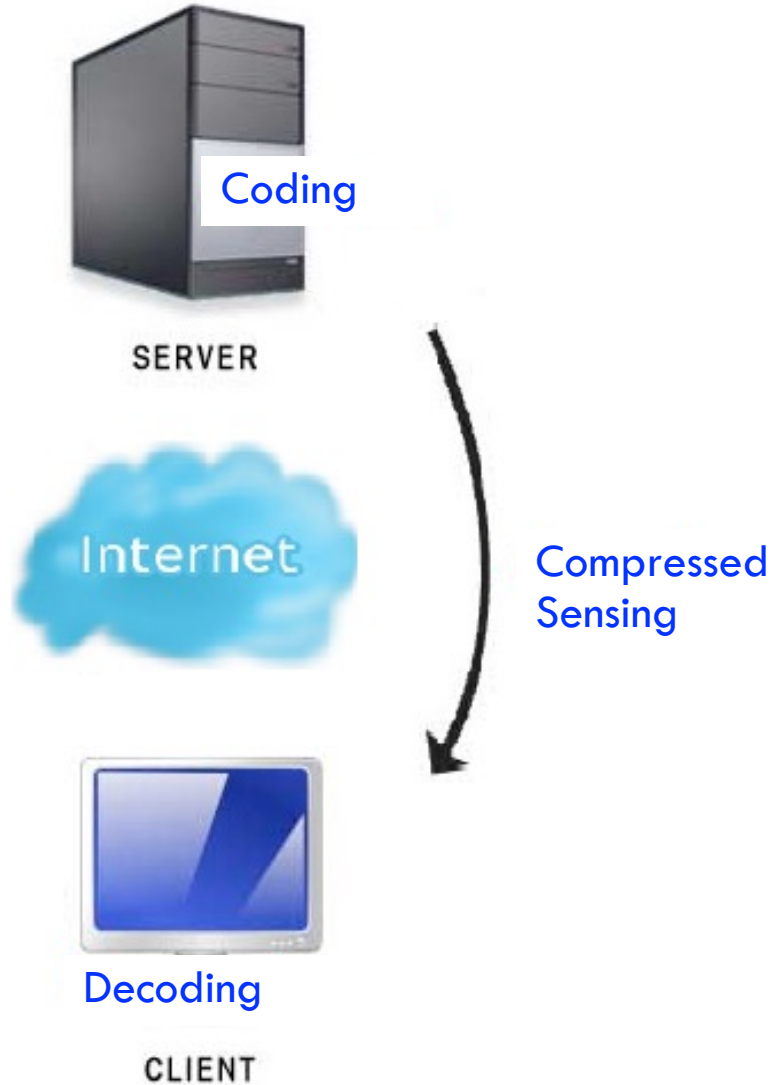 Coding
SERVER
Internet
Compressed
Sensing
Decoding
CLIENT